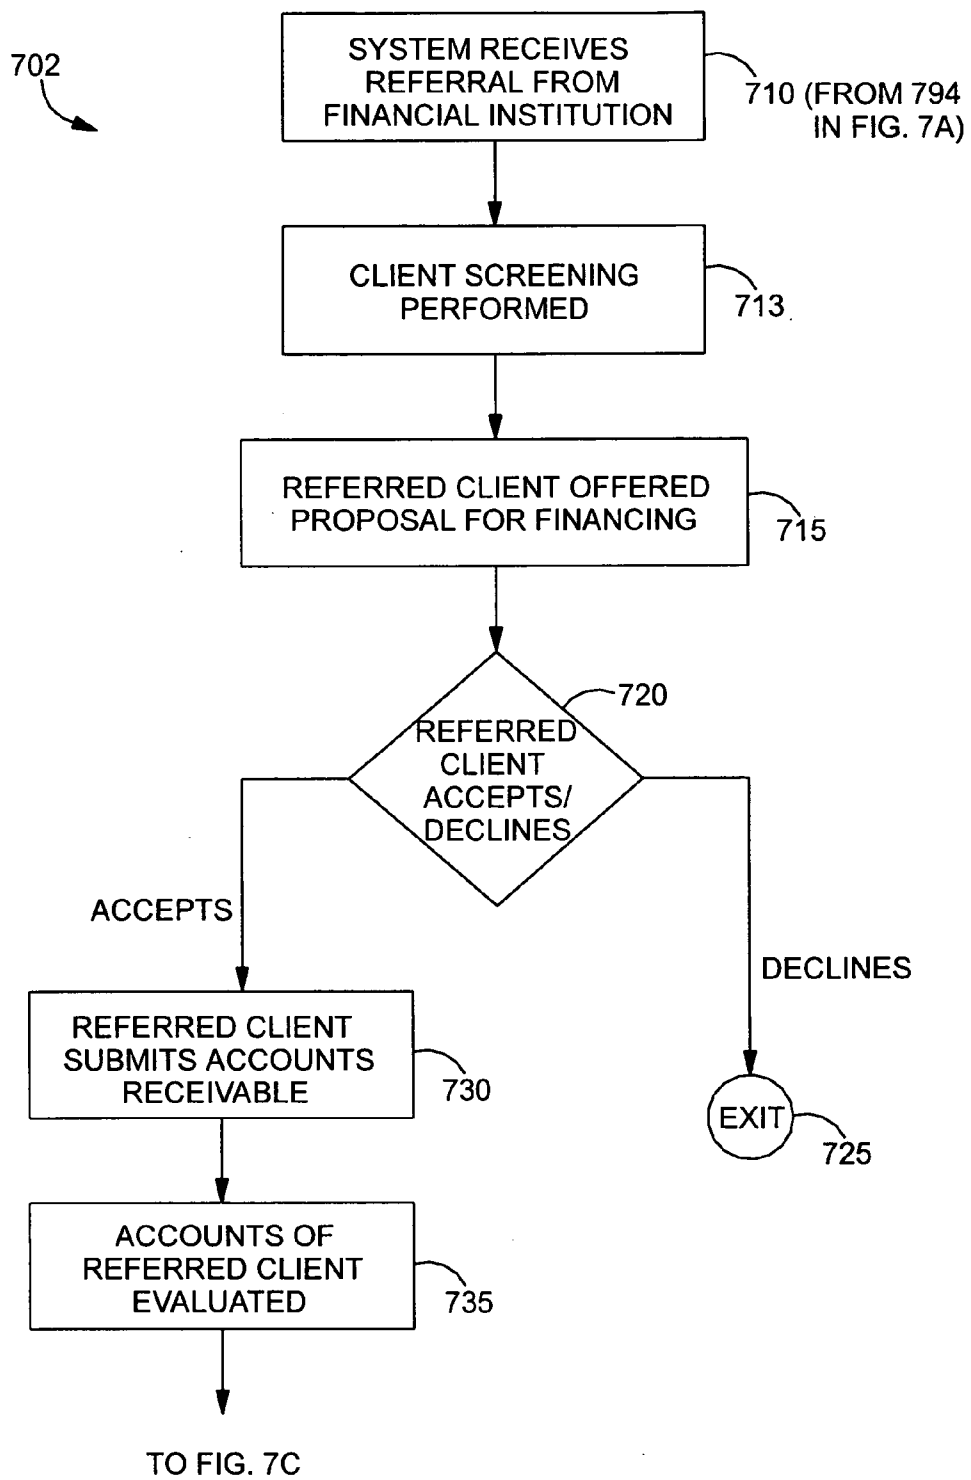 702
SYSTEM RECEIVES
REFERRAL FROM
FINANCIAL INSTITUTION
710 (FROM 794
IN FIG. 7A)
CLIENT SCREENING
PERFORMED
713
REFERRED CLIENT OFFERED
PROPOSAL FOR FINANCING
715
720
REFERRED
CLIENT
ACCEPTS/
DECLINES
ACCEPTS
DECLINES
REFERRED CLIENT
SUBMITS ACCOUNTS
RECEIVABLE
730
EXIT
725
ACCOUNTS OF
REFERRED CLIENT
EVALUATED
735
TO FIG. 7C